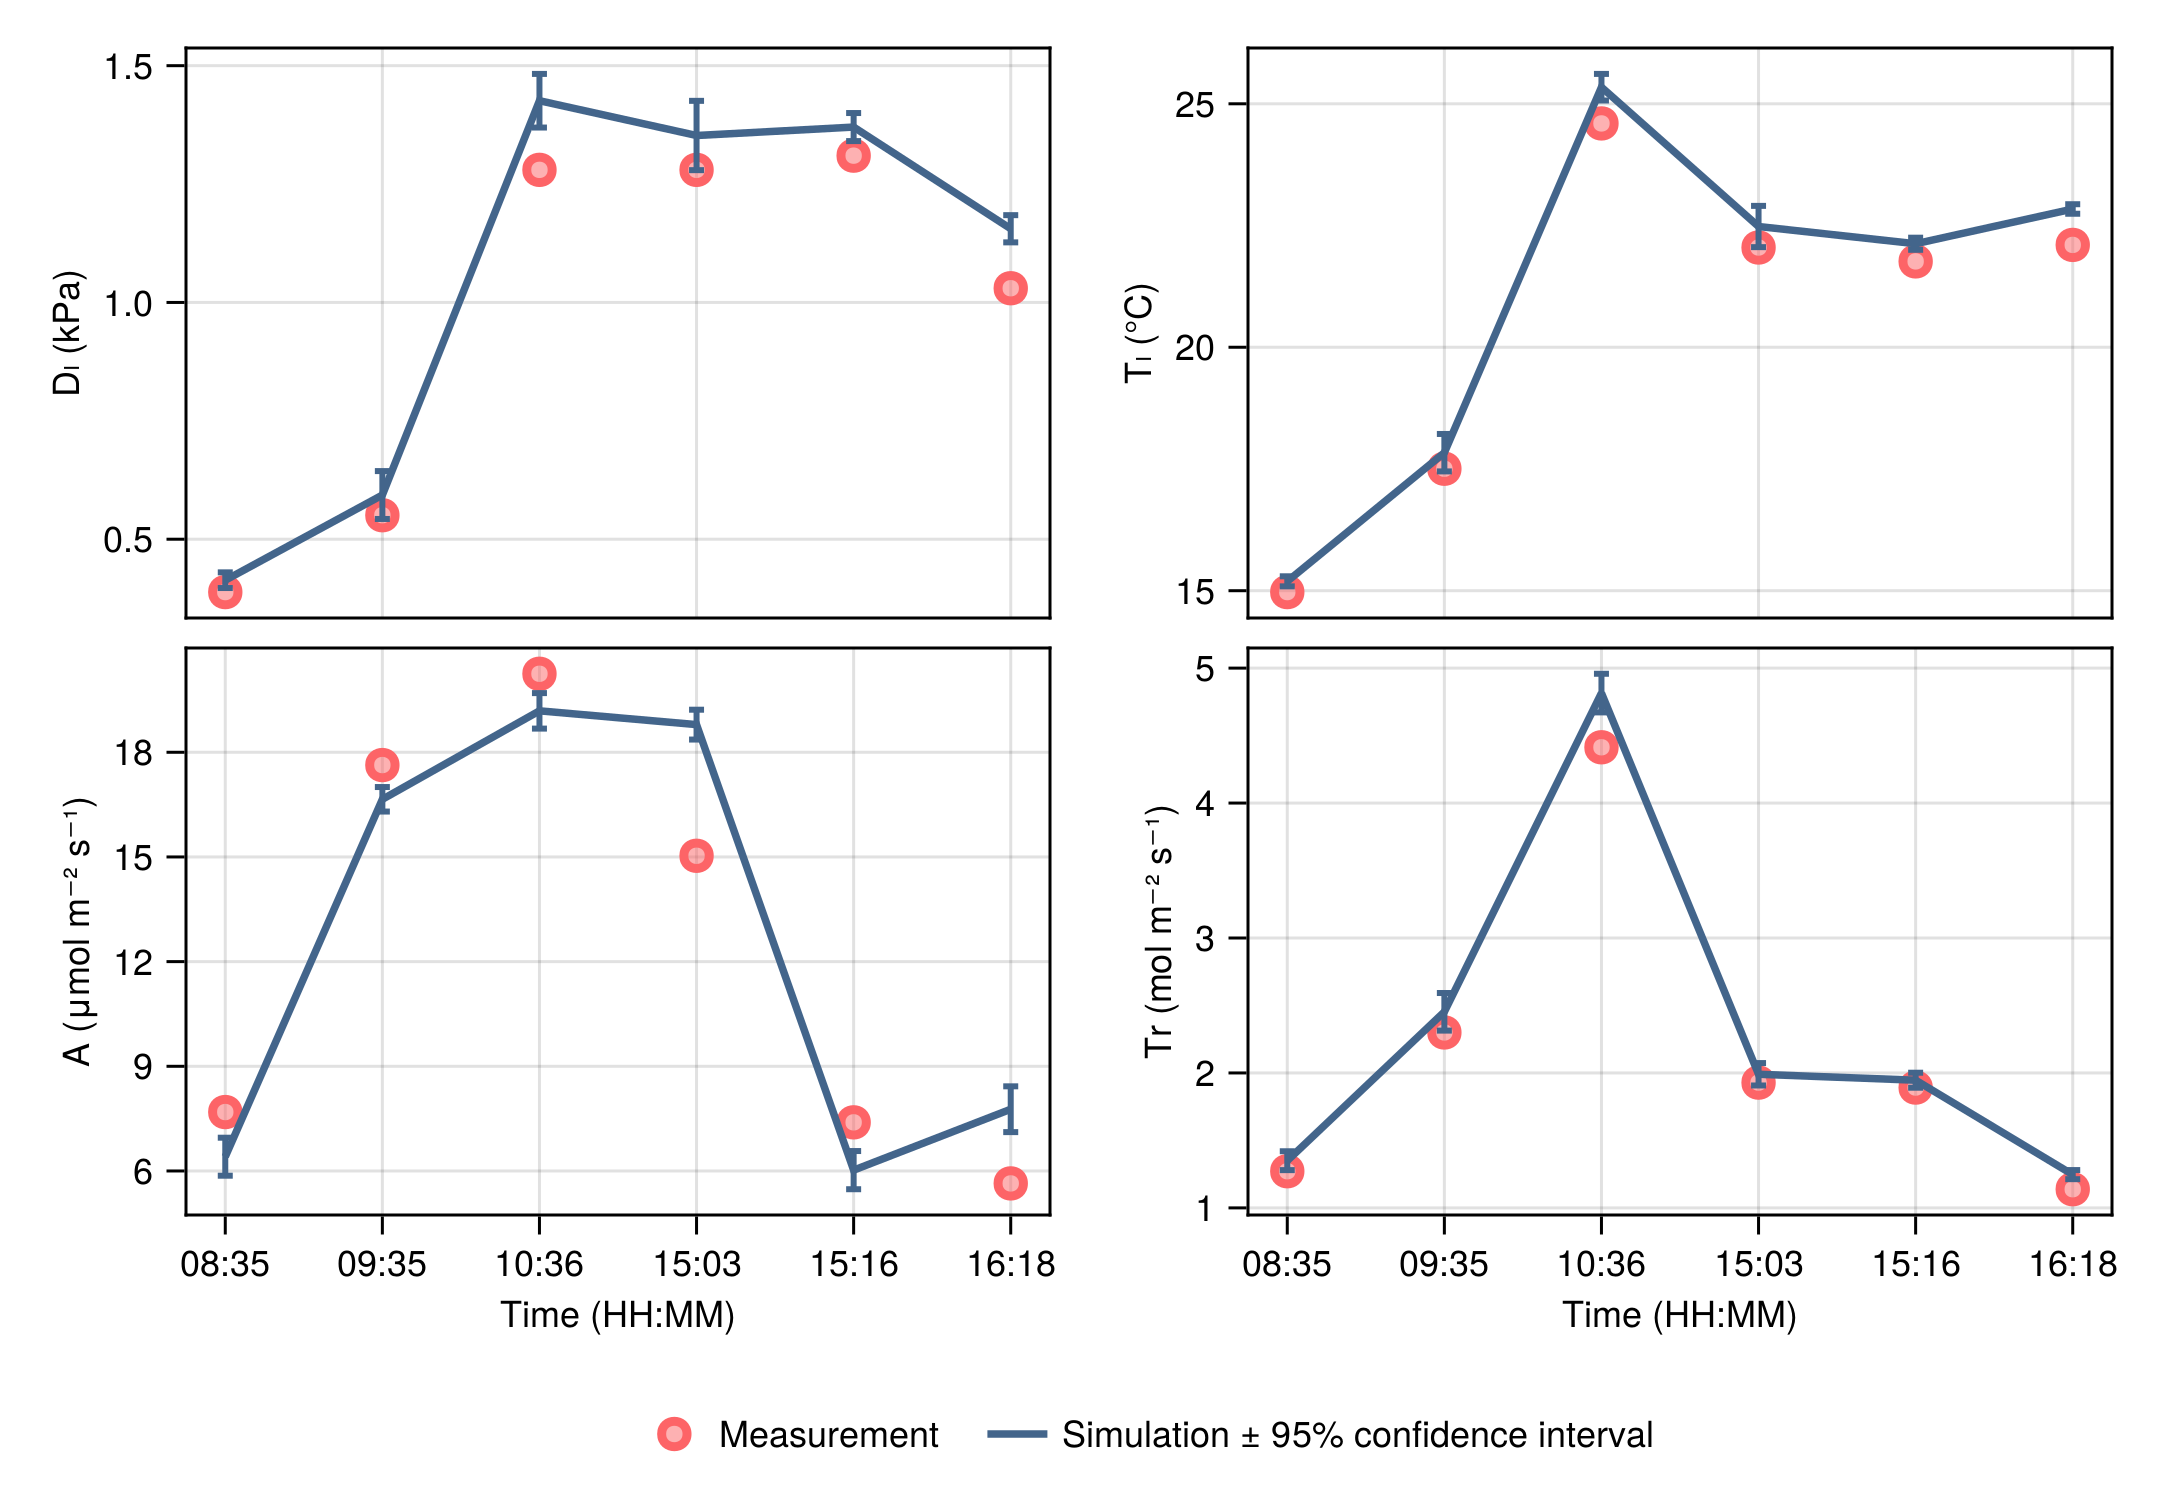 1.5
1.0
0.5
Dₗ (kPa)
25
20
15
Tₗ (°C)
18
15
12
9
6
A (μmol m⁻² s⁻¹)
08:35 09:35 10:36 15:03 15:16 16:18
Time (HH:MM)
5
4
3
2
1
Tr (mol m⁻² s⁻¹)
08:35 09:35 10:36 15:03 15:16 16:18
Time (HH:MM)
Measurement Simulation ± 95% confidence interval